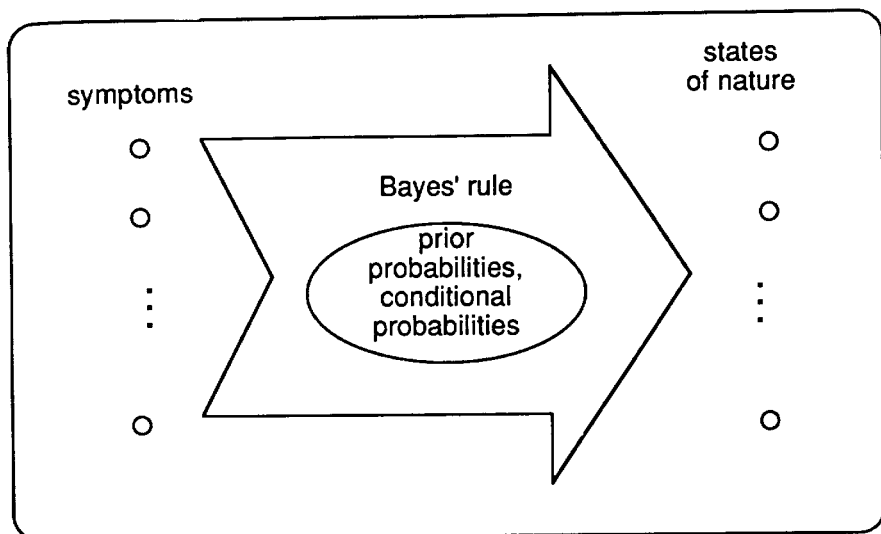 symptoms
states
of nature
Bayes' rule
prior
probabilities,
conditional
probabilities